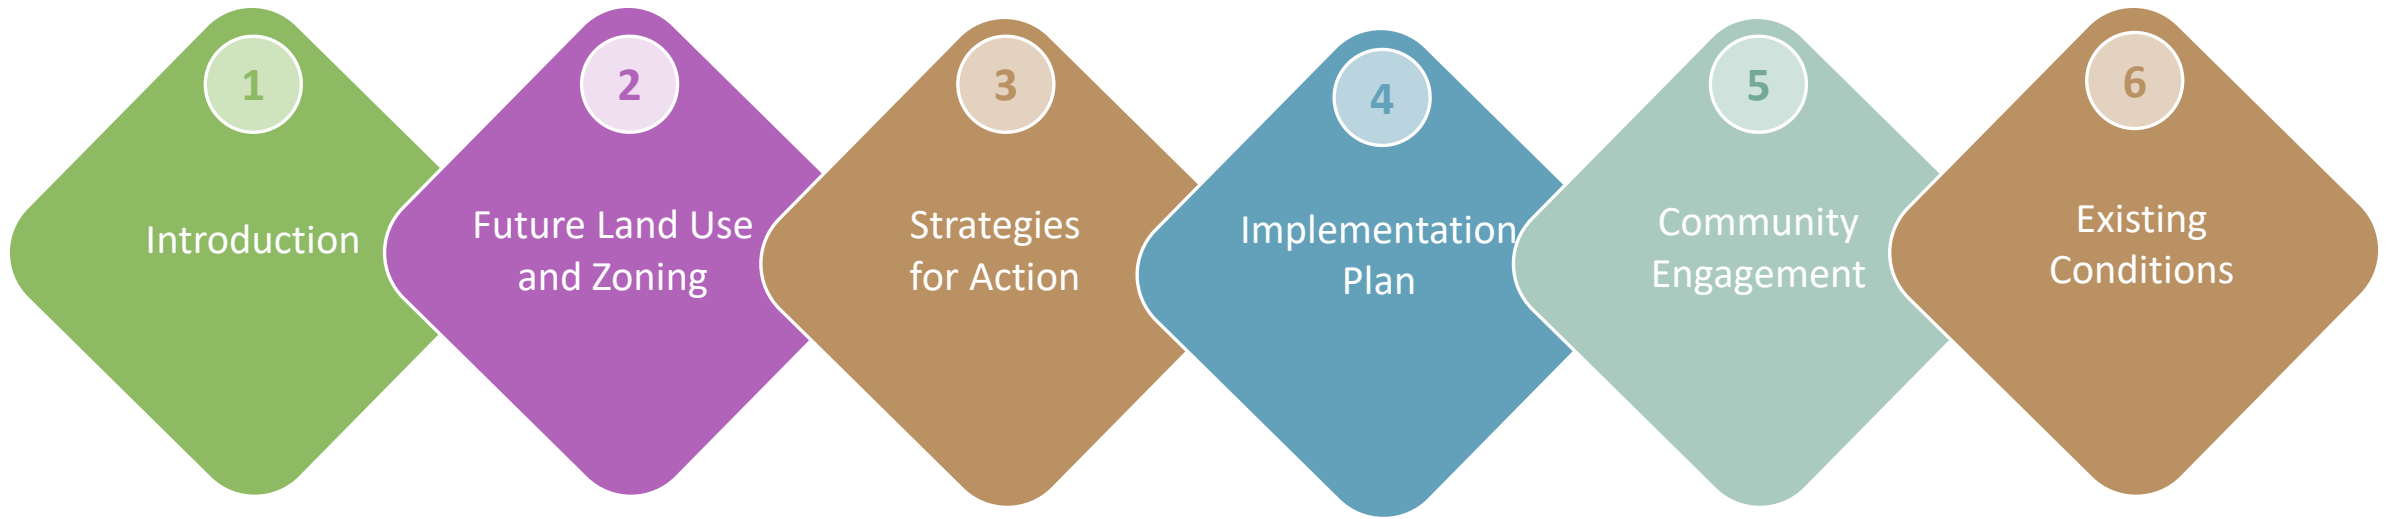 1
Introduction
2
Future Land Use
and Zoning
3
Strategies
for Action
4
Implementation
Plan
5
Community
Engagement
6
Existing
Conditions